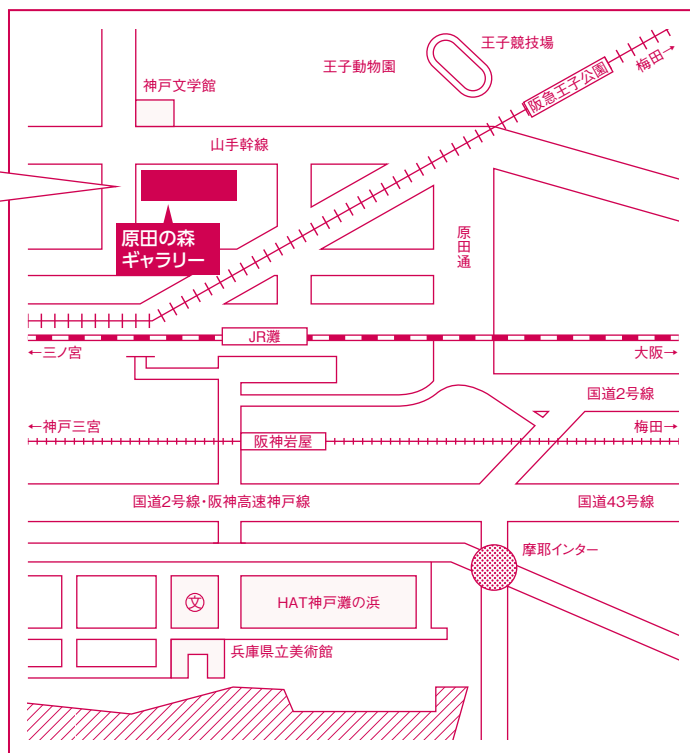 王子競技場
梅田→
王子動物園
阪急王子公園
神戸文学館
山手幹線
原田の森
ギャラリー
原田通
JR灘
←三ノ宮
大阪→
国道2号線
←神戸三宮
梅田→
阪神岩屋
国道2号線・阪神高速神戸線
国道43号線
摩耶インター
文
HAT神戸灘の浜
兵庫県立美術館